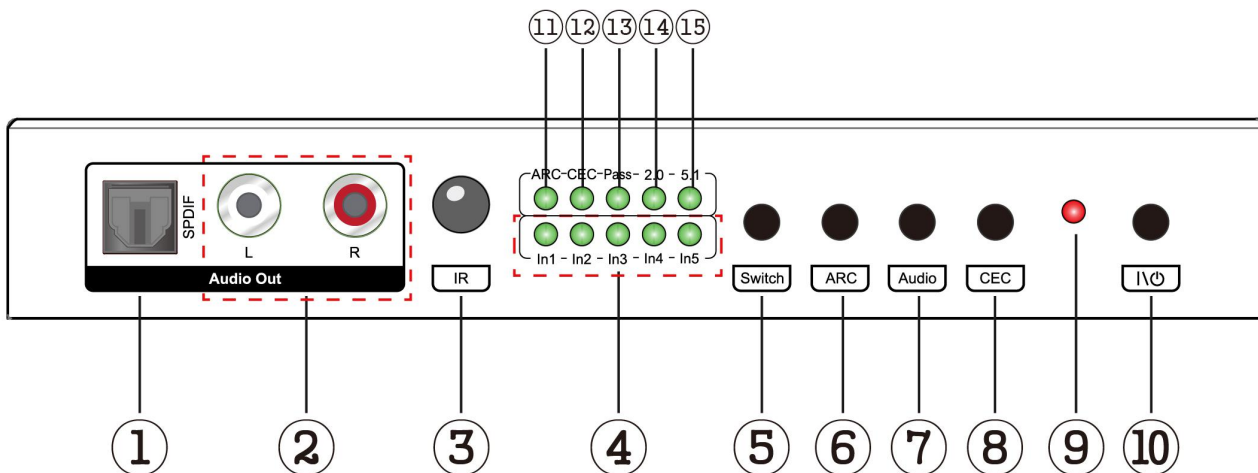 ⑪ ⑫ ⑬ ⑭ ⑮
ARC-CEC-Pass- 2.0 - 5.1
SPDIF
L R
In1 - In2 - In3 - In4 - In5
Audio Out
IR
Switch ARC Audio CEC I\⏻
① ② ③ ④ ⑤ ⑥ ⑦ ⑧ ⑨ ⑩